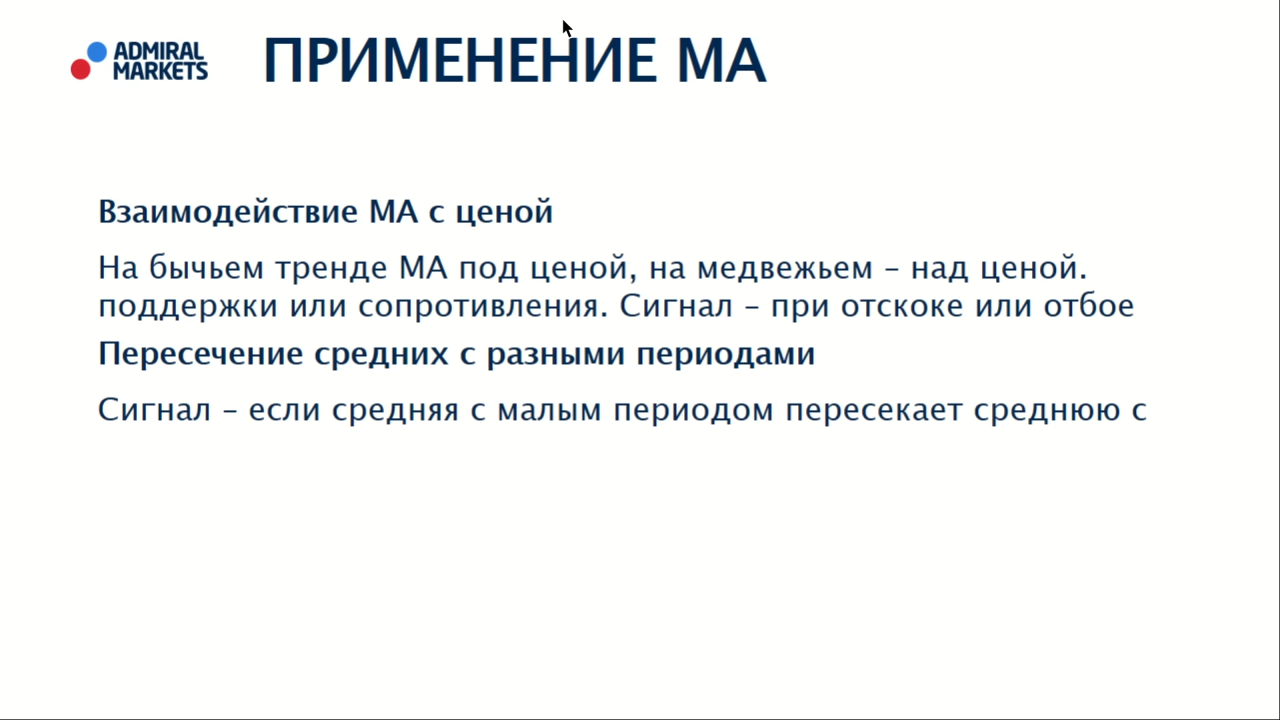 ADMIRAL
MARKETS
ПРИМЕНЕНИЕ МА
Взаимодействие МА с ценой
На бычьем тренде МА под ценой, на медвежьем – над ценой.
поддержки или сопротивления. Сигнал – при отскоке или отбое
Пересечение средних с разными периодами
Сигнал – если средняя с малым периодом пересекает среднюю с